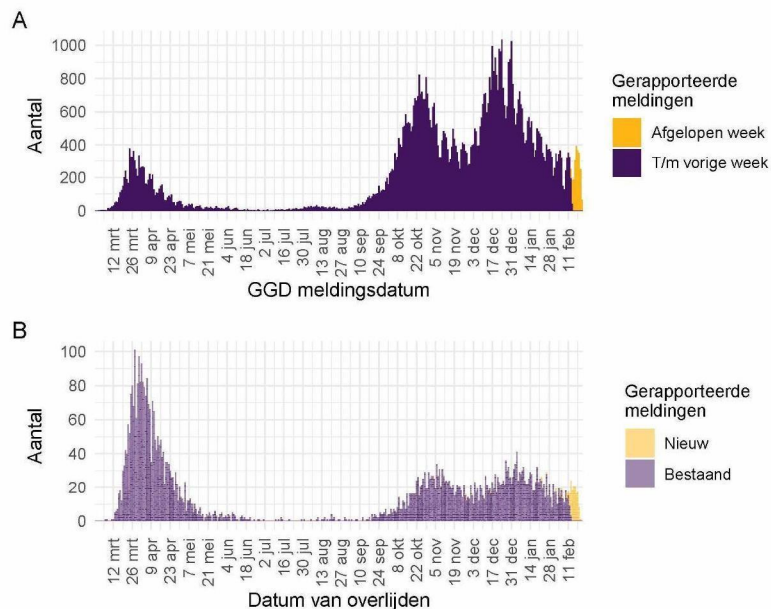 A
1000
800
600
400
200
0
Aantal
12 mrt
26 mrt
9 apr
23 apr
7 mei
21 mei
4 jun
18 jun
2 jul
16 jul
30 jul
13 aug
27 aug
10 sep
24 sep
8 okt
22 okt
5 nov
19 nov
3 dec
17 dec
31 dec
14 jan
28 jan
11 feb
GGD meldingsdatum
Gerapporteerde
meldingen
Afgelopen week
T/m vorige week
B
100
80
60
40
20
0
Aantal
12 mrt
26 mrt
9 apr
23 apr
7 mei
21 mei
4 jun
18 jun
2 jul
16 jul
30 jul
13 aug
27 aug
10 sep
24 sep
8 okt
22 okt
5 nov
19 nov
3 dec
17 dec
31 dec
14 jan
28 jan
11 feb
Datum van overlijden
Gerapporteerde
meldingen
Nieuw
Bestaand